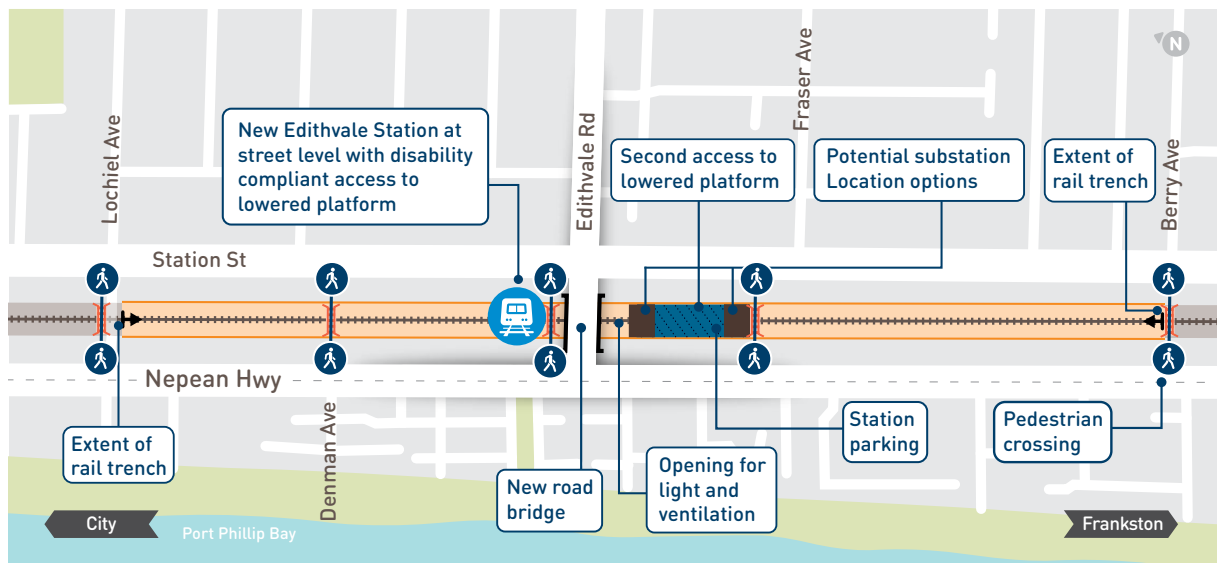 N
Lochiel Ave
New Edithvale Station at
street level with disability
compliant access to
lowered platform
Edithvale Rd
Second access to
lowered platform
Fraser Ave
Potential substation
Location options
Extent of
rail trench
Berry Ave
Station St
Nepean Hwy
Extent of
rail trench
Denman Ave
New road
bridge
Opening for
light and
ventilation
Station
parking
Pedestrian
crossing
City
Port Phillip Bay
Frankston